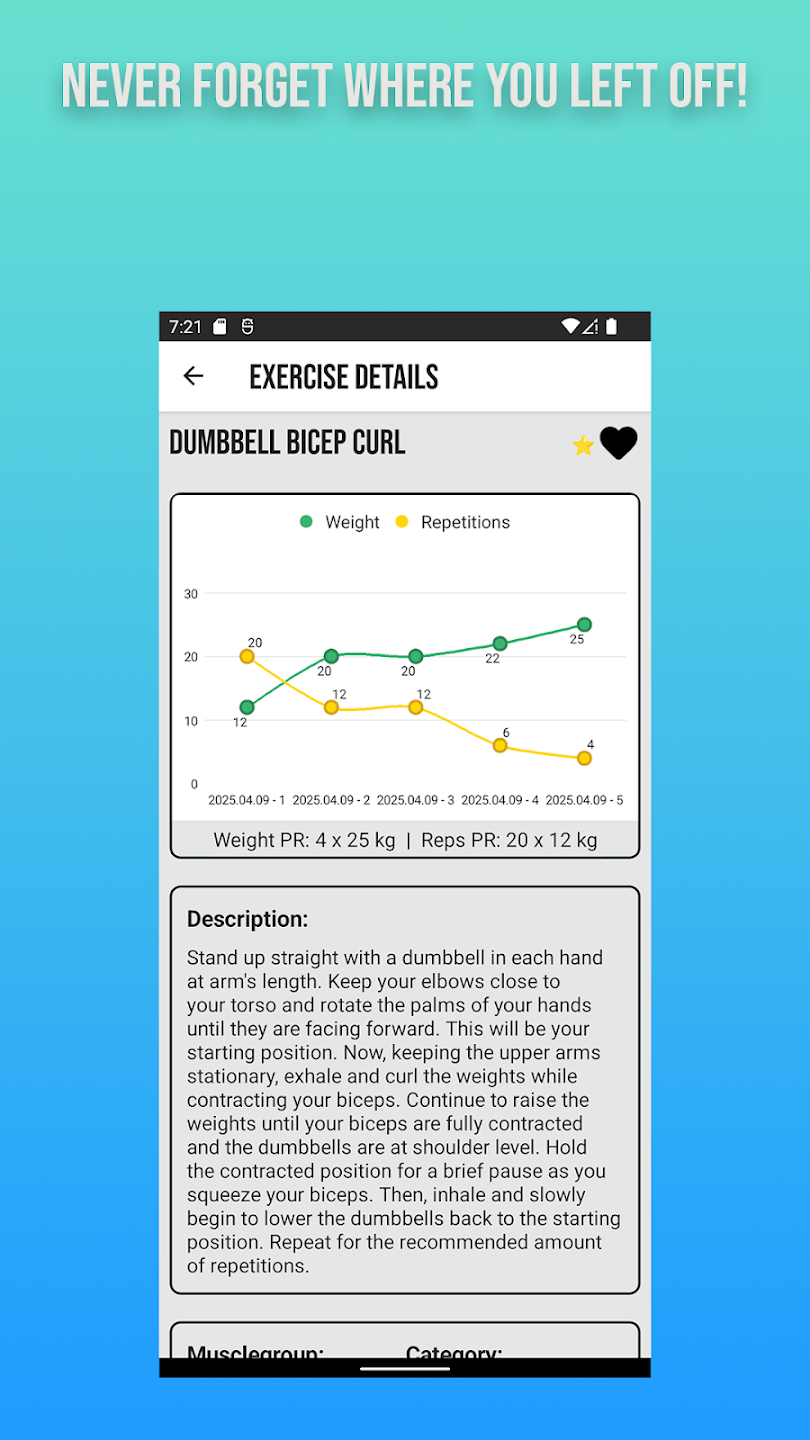 NEVER FORGET WHERE YOU LEFT OFF!
7:21
EXERCISE DETAILS
DUMBBELL BICEP CURL
Weight Repetitions
30
20
10
0
20
12
12
6
4
12
20
20
22
25
2025.04.09 - 1 2025.04.09 - 2 2025.04.09 - 3 2025.04.09 - 4 2025.04.09 - 5
Weight PR: 4 x 25 kg | Reps PR: 20 x 12 kg
Description:
Stand up straight with a dumbbell in each hand
at arm's length. Keep your elbows close to
your torso and rotate the palms of your hands
until they are facing forward. This will be your
starting position. Now, keeping the upper arms
stationary, exhale and curl the weights while
contracting your biceps. Continue to raise the
weights until your biceps are fully contracted
and the dumbbells are at shoulder level. Hold
the contracted position for a brief pause as you
squeeze your biceps. Then, inhale and slowly
begin to lower the dumbbells back to the starting
position. Repeat for the recommended amount
of repetitions.
Musclegroup: Category: